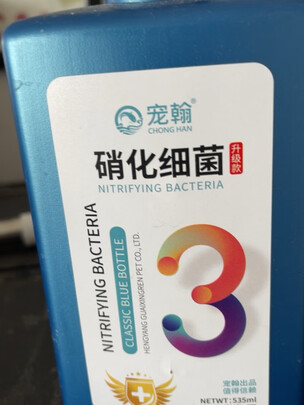 宠翰®
CHONG HAN
硝化细菌
升级款
NITRIFYING BACTERIA
NITRIFYING BACTERIA
CLASSIC BLUE BOTTLE
HENGYANG GUAIXINGREN PET CO., LTD.
3
宠翰出品
值得信赖
NETWT: 535ml